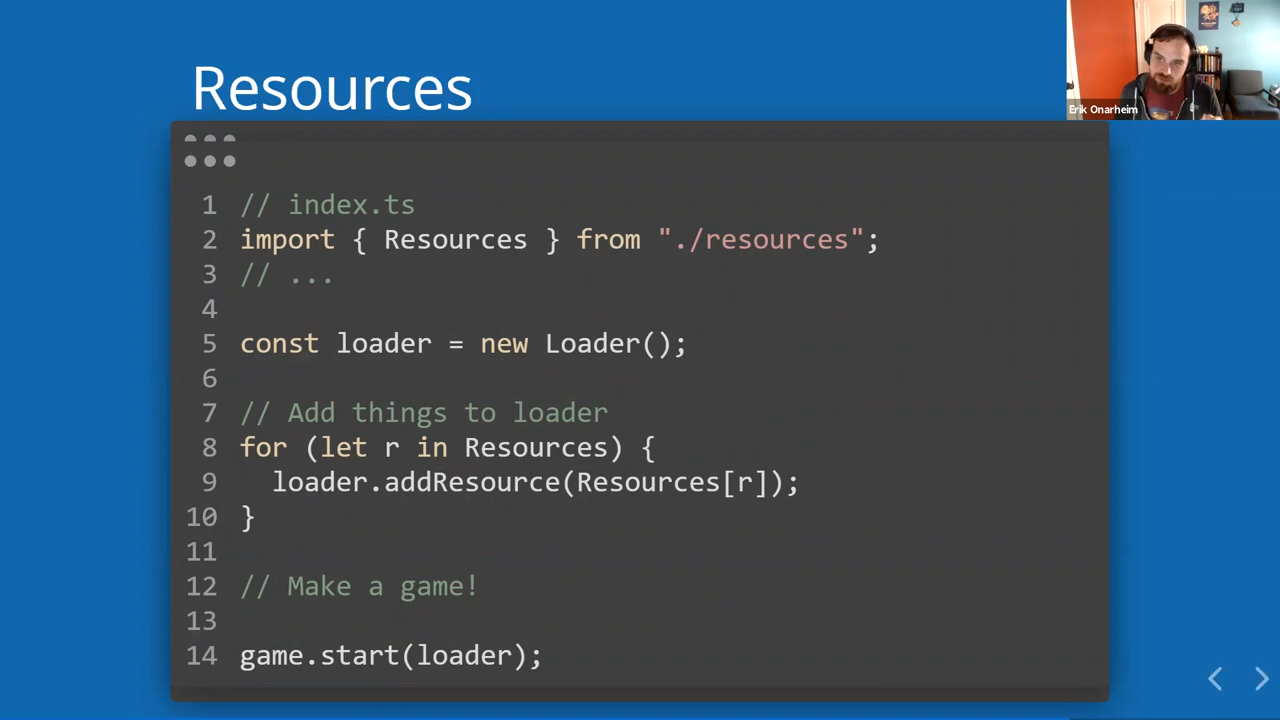 Resources
Erik Onarheim
1 // index.ts
2 import { Resources } from "./resources";
3 // ...
4
5 const loader = new Loader();
6
7 // Add things to loader
8 for (let r in Resources) {
9 loader.addResource(Resources[r]);
10 }
11
12 // Make a game!
13
14 game.start(loader);